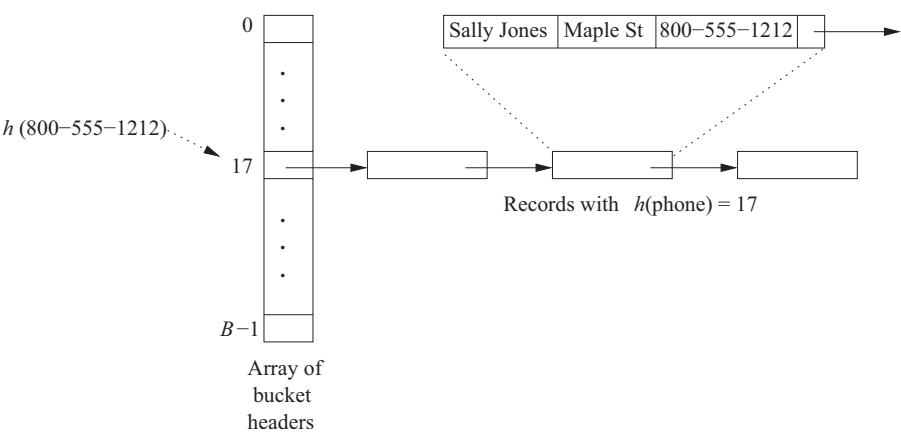 0
Sally Jones Maple St 800−555−1212
h (800−555−1212)
17
Records with h(phone) = 17
B−1
Array of
bucket
headers